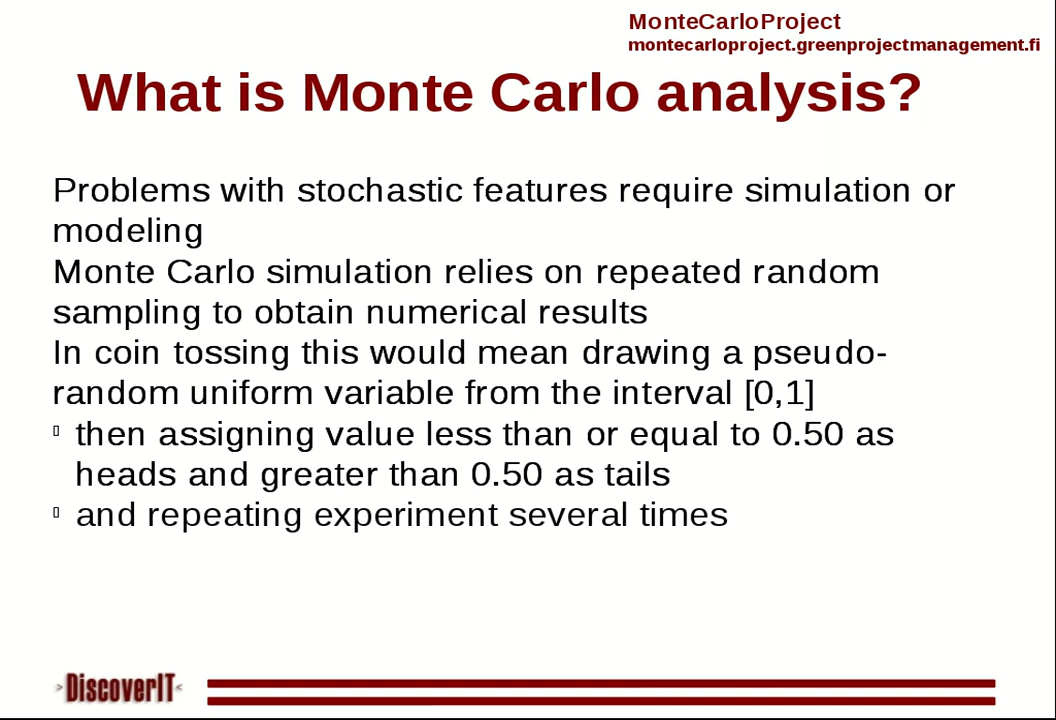 MonteCarloProject
montecarloproject.greenprojectmanagement.fi
What is Monte Carlo analysis?
Problems with stochastic features require simulation or
modeling
Monte Carlo simulation relies on repeated random
sampling to obtain numerical results
In coin tossing this would mean drawing a pseudo-
random uniform variable from the interval [0,1]
then assigning value less than or equal to 0.50 as
heads and greater than 0.50 as tails
and repeating experiment several times
DiscoverIT